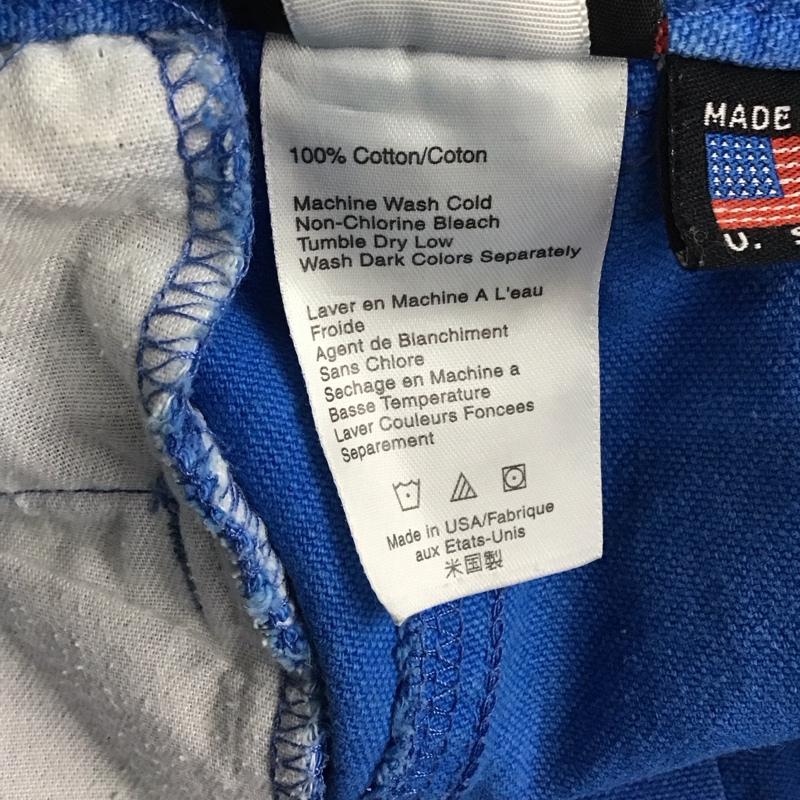 100% Cotton/Coton
Machine Wash Cold
Non-Chlorine Bleach
Tumble Dry Low
Wash Dark Colors Separately
Laver en Machine A L'eau
Froide
Agent de Blanchiment
Sans Chlore
Sechage en Machine a
Basse Temperature
Laver Couleurs Foncees
Separement
Made in USA/Fabrique
aux Etats-Unis
米国製
MADE
U. S